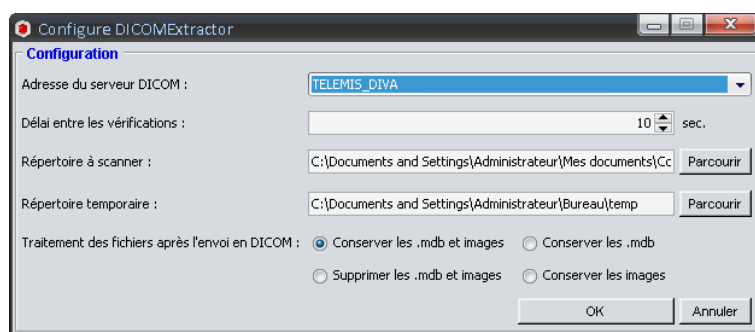 Configure DICOMExtractor
Configuration
Adresse du serveur DICOM : TELEMIS_DIVA
Délai entre les vérifications : 10 sec.
Répertoire à scanner : C:\Documents and Settings\Administrateur\Mes documents\Cc Parcourir
Répertoire temporaire : C:\Documents and Settings\Administrateur\Bureau\temp Parcourir
Traitement des fichiers après l'envoi en DICOM : Conserver les .mdb et images Conserver les .mdb
Supprimer les .mdb et images Conserver les images
OK Annuler